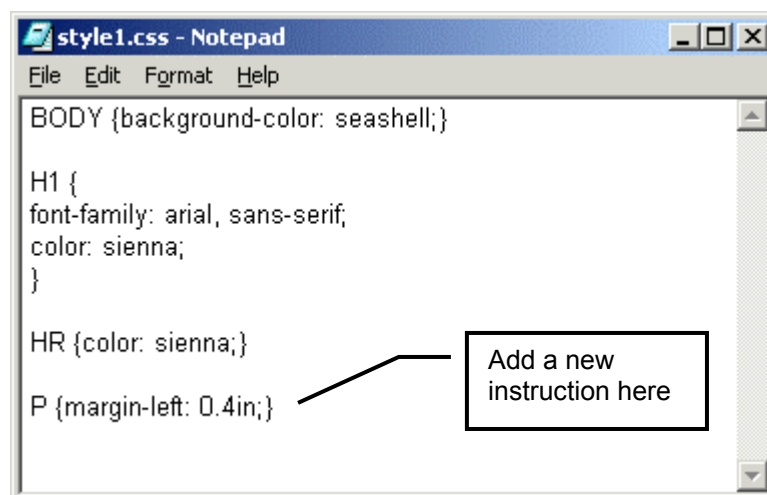 style1.css - Notepad
File Edit Format Help
BODY {background-color: seashell;}
H1 {
font-family: arial, sans-serif;
color: sienna;
}
HR {color: sienna;}
P {margin-left: 0.4in;}
Add a new
instruction here